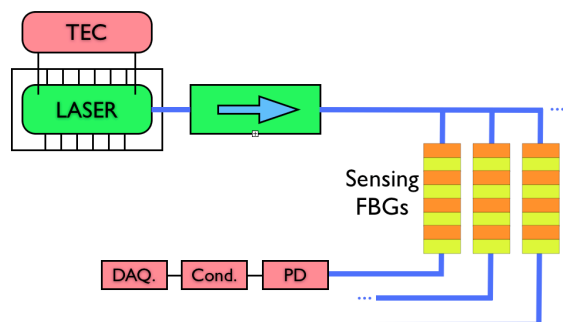 TEC
LASER
...
Sensing
FBGs
DAQ.
Cond.
PD
...